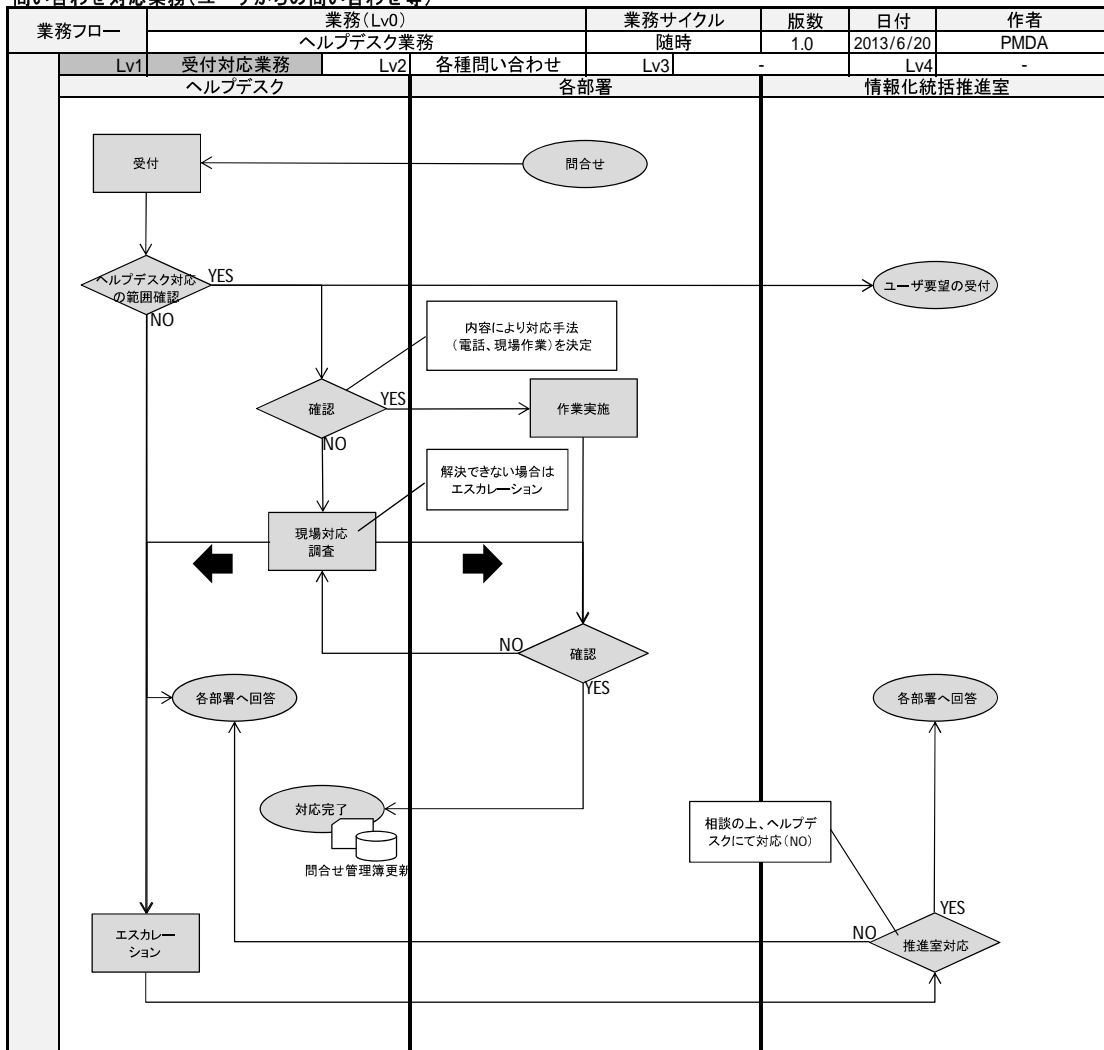 問い合わせ対応業務(ユーザからの問い合わせ等)
業務フロー
業務(Lv0)
業務サイクル
版数
日付
作者
ヘルプデスク業務
随時
1.0
2013/6/20
PMDA
Lv1
受付対応業務
Lv2
各種問い合わせ
Lv3
-
Lv4
-
ヘルプデスク
各部署
情報化統括推進室
受付
問合せ
ヘルプデスク対応
の範囲確認
YES
NO
ユーザ要望の受付
内容により対応手法
(電話、現場作業)を決定
確認
YES
NO
作業実施
解決できない場合は
エスカレーション
現場対応
調査
NO
確認
YES
各部署へ回答
各部署へ回答
対応完了
問合せ管理簿更新
相談の上、ヘルプデ
スクにて対応(NO)
エスカレー
ション
YES
NO
推進室対応